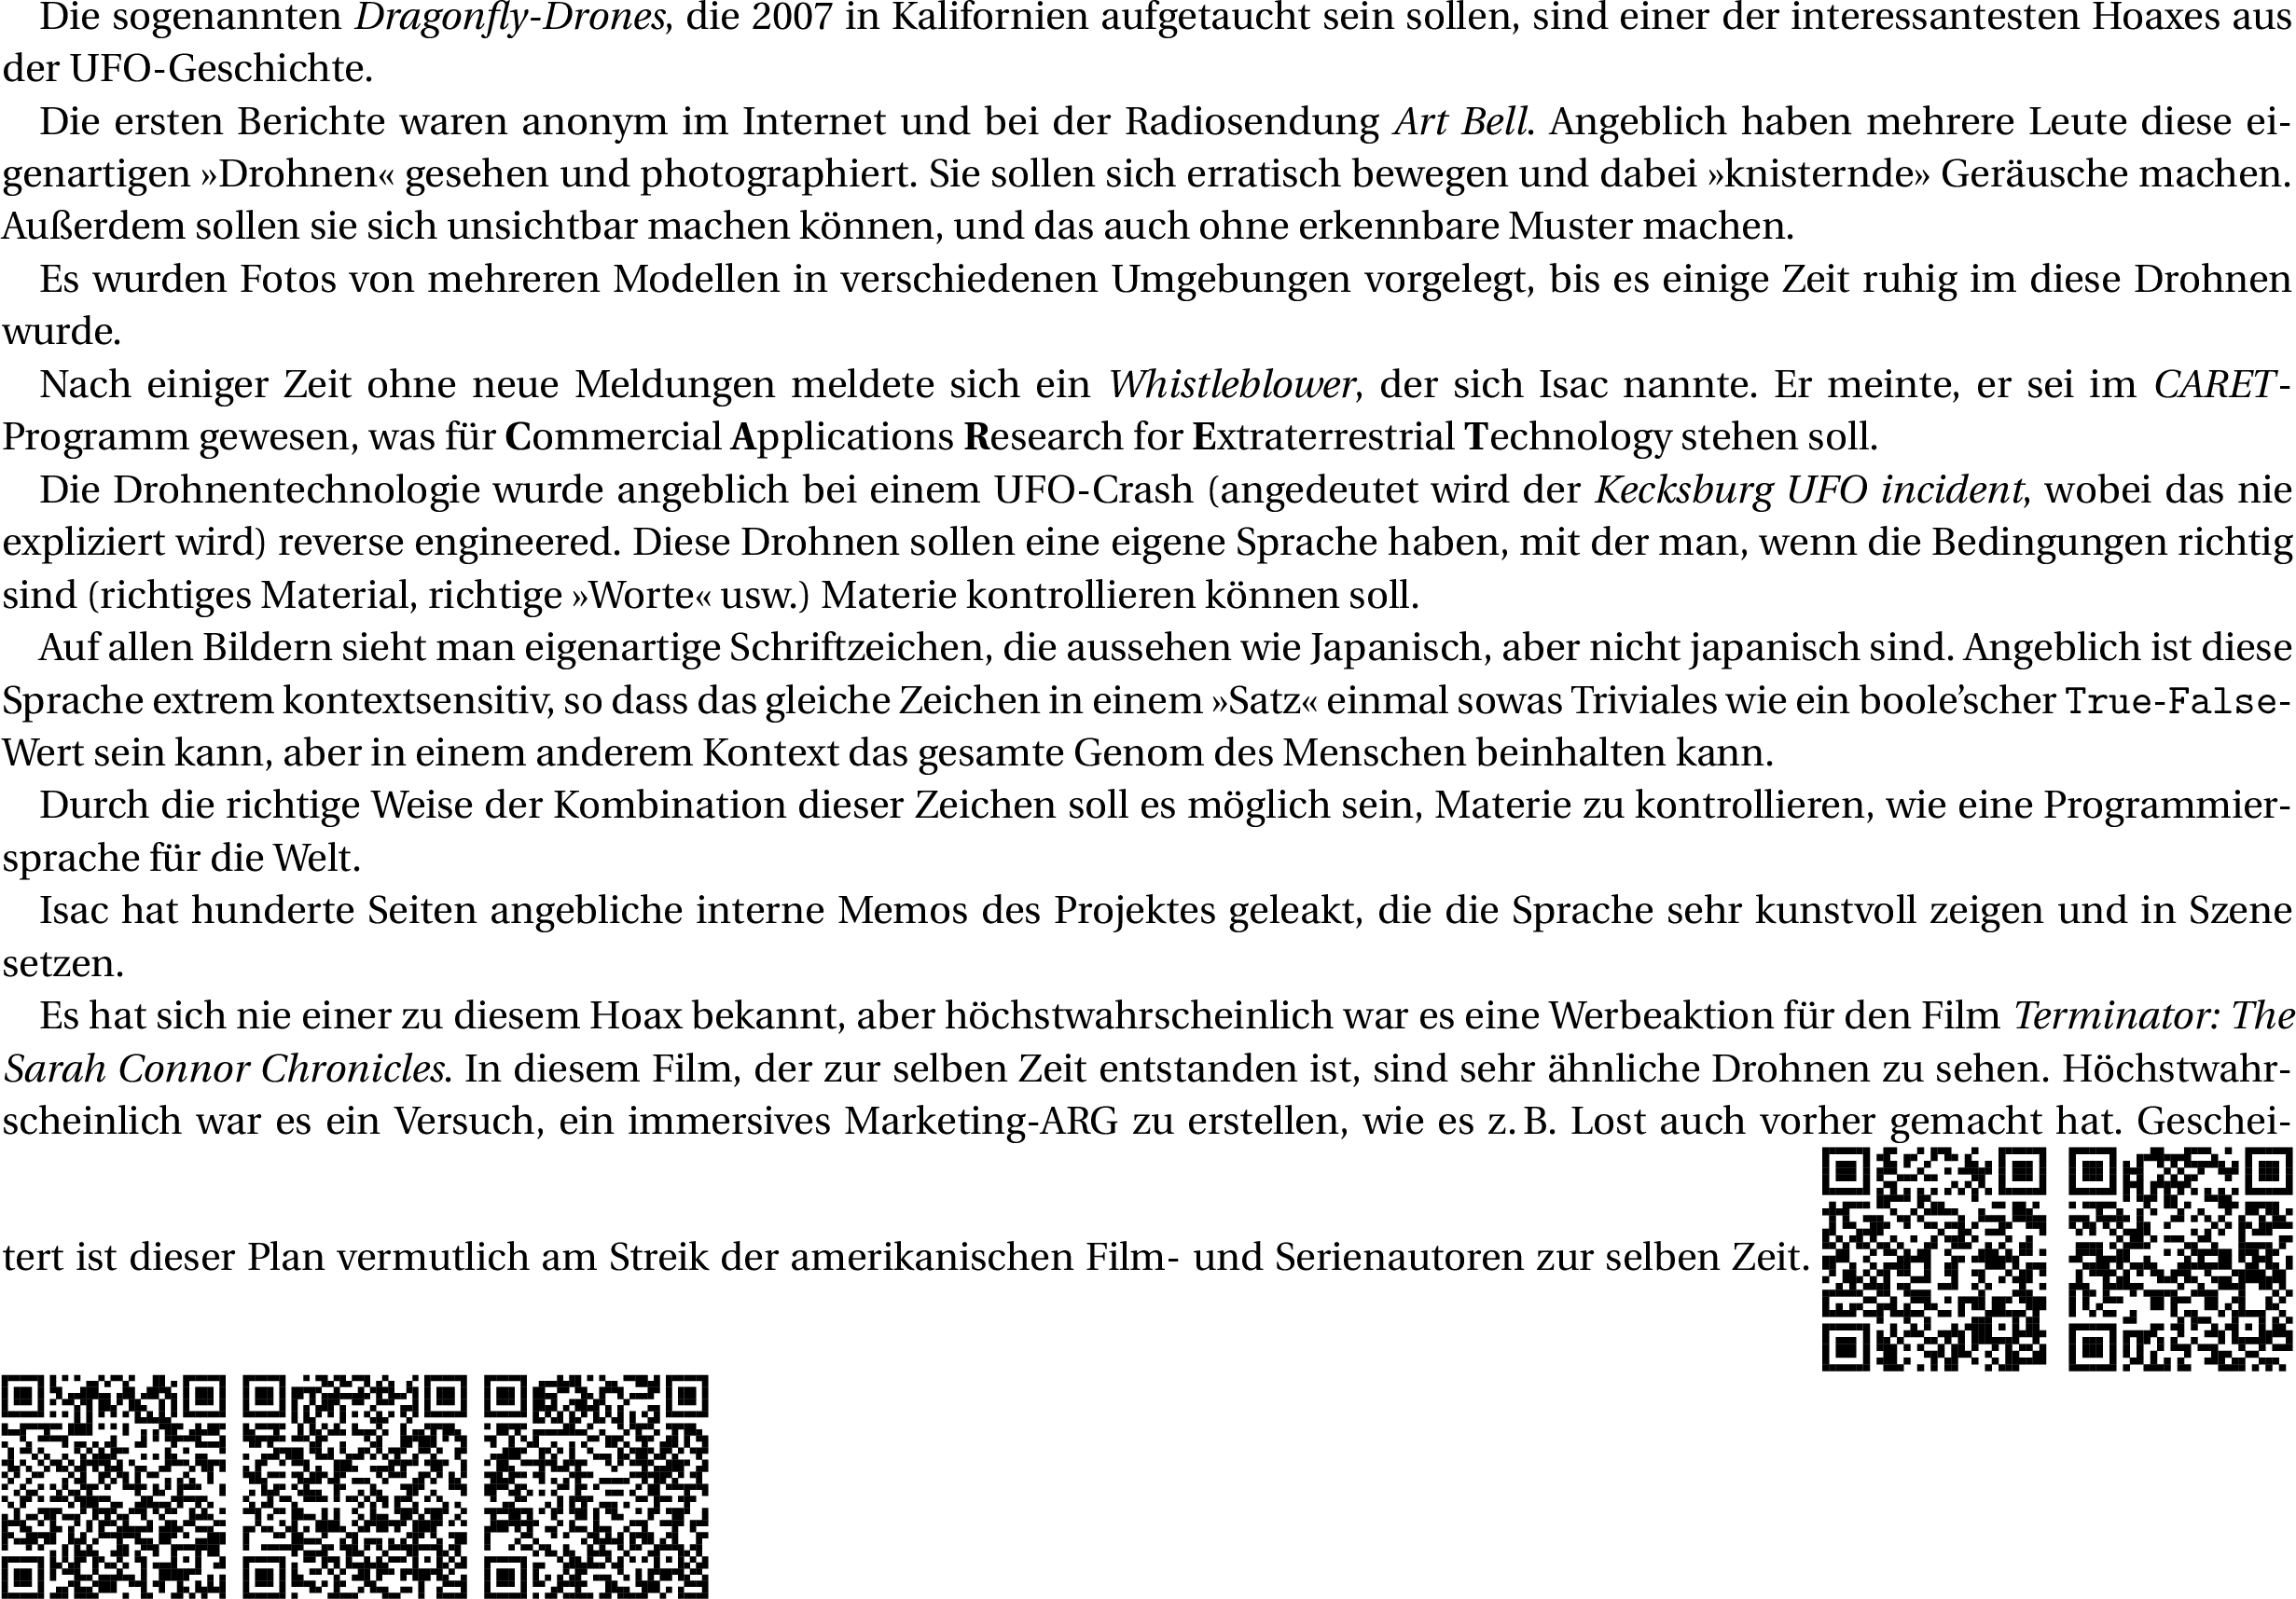 Die sogenannten Dragonfly-Drones, die 2007 in Kalifornien aufgetaucht sein sollen, sind einer der interessantesten Hoaxes aus
der UFO-Geschichte.
Die ersten Berichte waren anonym im Internet und bei der Radiosendung Art Bell. Angeblich haben mehrere Leute diese ei-
genartigen »Drohnen« gesehen und photographiert. Sie sollen sich erratisch bewegen und dabei »knisternde» Geräusche machen.
Außerdem sollen sie sich unsichtbar machen können, und das auch ohne erkennbare Muster machen.
Es wurden Fotos von mehreren Modellen in verschiedenen Umgebungen vorgelegt, bis es einige Zeit ruhig im diese Drohnen
wurde.
Nach einiger Zeit ohne neue Meldungen meldete sich ein Whistleblower, der sich Isac nannte. Er meinte, er sei im CARET-
Programm gewesen, was für Commercial Applications Research for Extraterrestrial Technology stehen soll.
Die Drohnentechnologie wurde angeblich bei einem UFO-Crash (angedeutet wird der Kecksburg UFO incident, wobei das nie
expliziert wird) reverse engineered. Diese Drohnen sollen eine eigene Sprache haben, mit der man, wenn die Bedingungen richtig
sind (richtiges Material, richtige »Worte« usw.) Materie kontrollieren können soll.
Auf allen Bildern sieht man eigenartige Schriftzeichen, die aussehen wie Japanisch, aber nicht japanisch sind. Angeblich ist diese
Sprache extrem kontextsensitiv, so dass das gleiche Zeichen in einem »Satz« einmal sowas Triviales wie ein boole’scher True-False-
Wert sein kann, aber in einem anderem Kontext das gesamte Genom des Menschen beinhalten kann.
Durch die richtige Weise der Kombination dieser Zeichen soll es möglich sein, Materie zu kontrollieren, wie eine Programmier-
sprache für die Welt.
Isac hat hunderte Seiten angebliche interne Memos des Projektes geleakt, die die Sprache sehr kunstvoll zeigen und in Szene
setzen.
Es hat sich nie einer zu diesem Hoax bekannt, aber höchstwahrscheinlich war es eine Werbeaktion für den Film Terminator: The
Sarah Connor Chronicles. In diesem Film, der zur selben Zeit entstanden ist, sind sehr ähnliche Drohnen zu sehen. Höchstwahr-
scheinlich war es ein Versuch, ein immersives Marketing-ARG zu erstellen, wie es z. B. Lost auch vorher gemacht hat. Geschei-
tert ist dieser Plan vermutlich am Streik der amerikanischen Film- und Serienautoren zur selben Zeit.